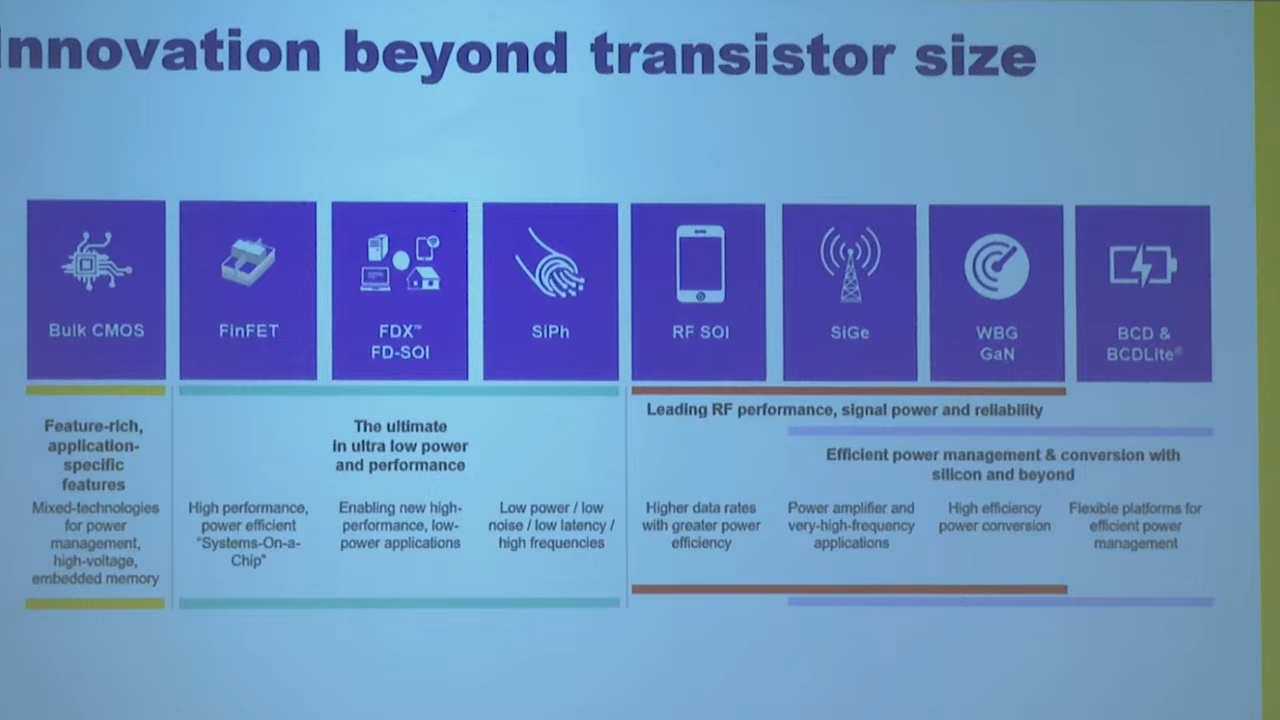 Innovation beyond transistor size
Bulk CMOS
FinFET
FDX™
FD-SOI
SiPh
RF SOI
SiGe
WBG
GaN
BCD &
BCDLite®
Feature-rich,
application-
specific
features
The ultimate
in ultra low power
and performance
Leading RF performance, signal power and reliability
Efficient power management & conversion with
silicon and beyond
Mixed-technologies
for power
management,
high-voltage,
embedded memory
High performance,
power efficient
"Systems-On-a-
Chip"
Enabling new high-
performance, low-
power applications
Low power / low
noise / low latency /
high frequencies
Higher data rates
with greater power
efficiency
Power amplifier and
very-high-frequency
applications
High efficiency
power conversion
Flexible platforms for
efficient power
management